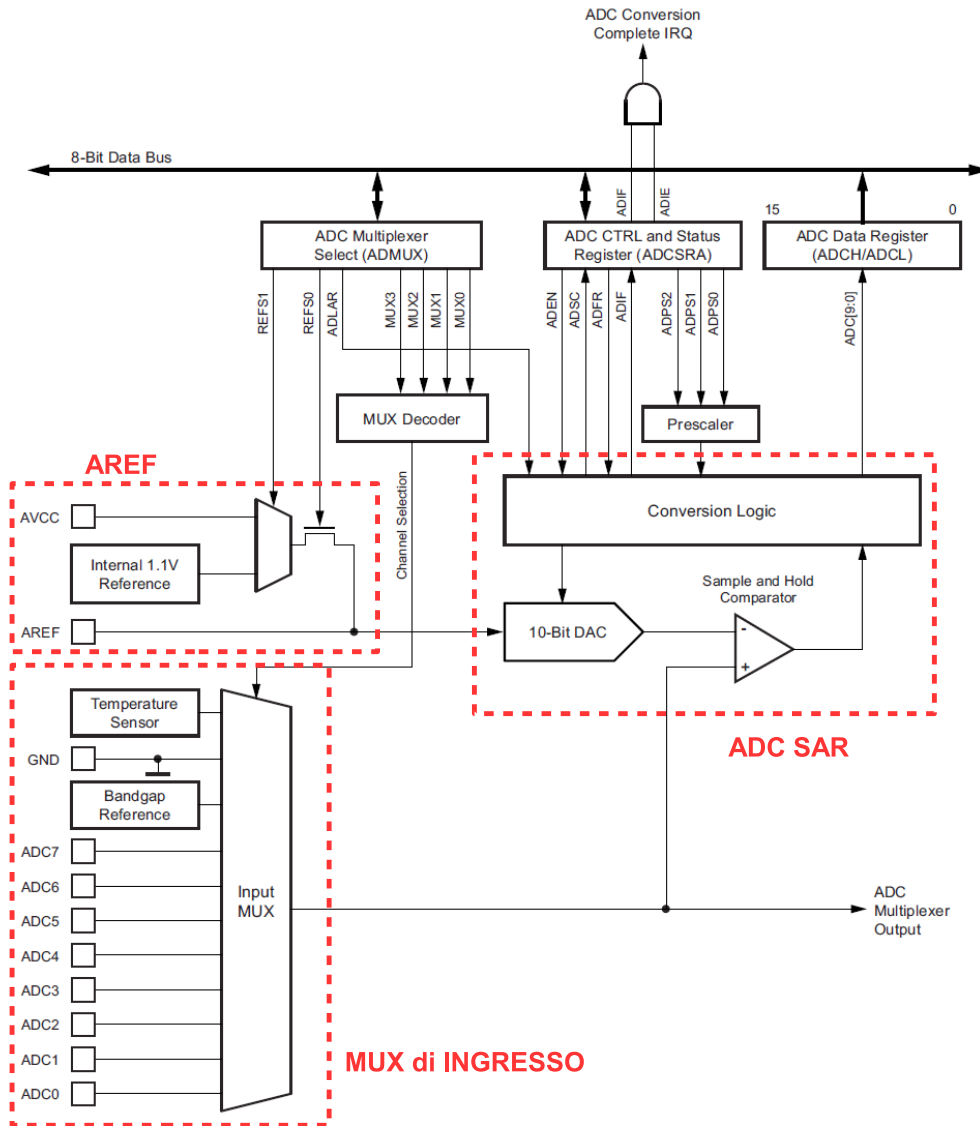 ADC Conversion
Complete IRQ
8-Bit Data Bus
ADIF
ADIE
15
0
ADC Multiplexer
Select (ADMUX)
ADC CTRL and Status
Register (ADCSRA)
ADC Data Register
(ADCH/ADCL)
REFS1
REFS0
ADLAR
MUX3
MUX2
MUX1
MUX0
ADEN
ADSC
ADFR
ADIF
ADPS2
ADPS1
ADPS0
ADC[9:0]
MUX Decoder
Prescaler
AREF
AVCC
Internal 1.1V
Reference
AREF
Channel Selection
Conversion Logic
Sample and Hold
Comparator
10-Bit DAC
-
+
ADC SAR
Temperature
Sensor
GND
Bandgap
Reference
ADC7
ADC6
ADC5
ADC4
ADC3
ADC2
ADC1
ADC0
Input
MUX
ADC
Multiplexer
Output
MUX di INGRESSO